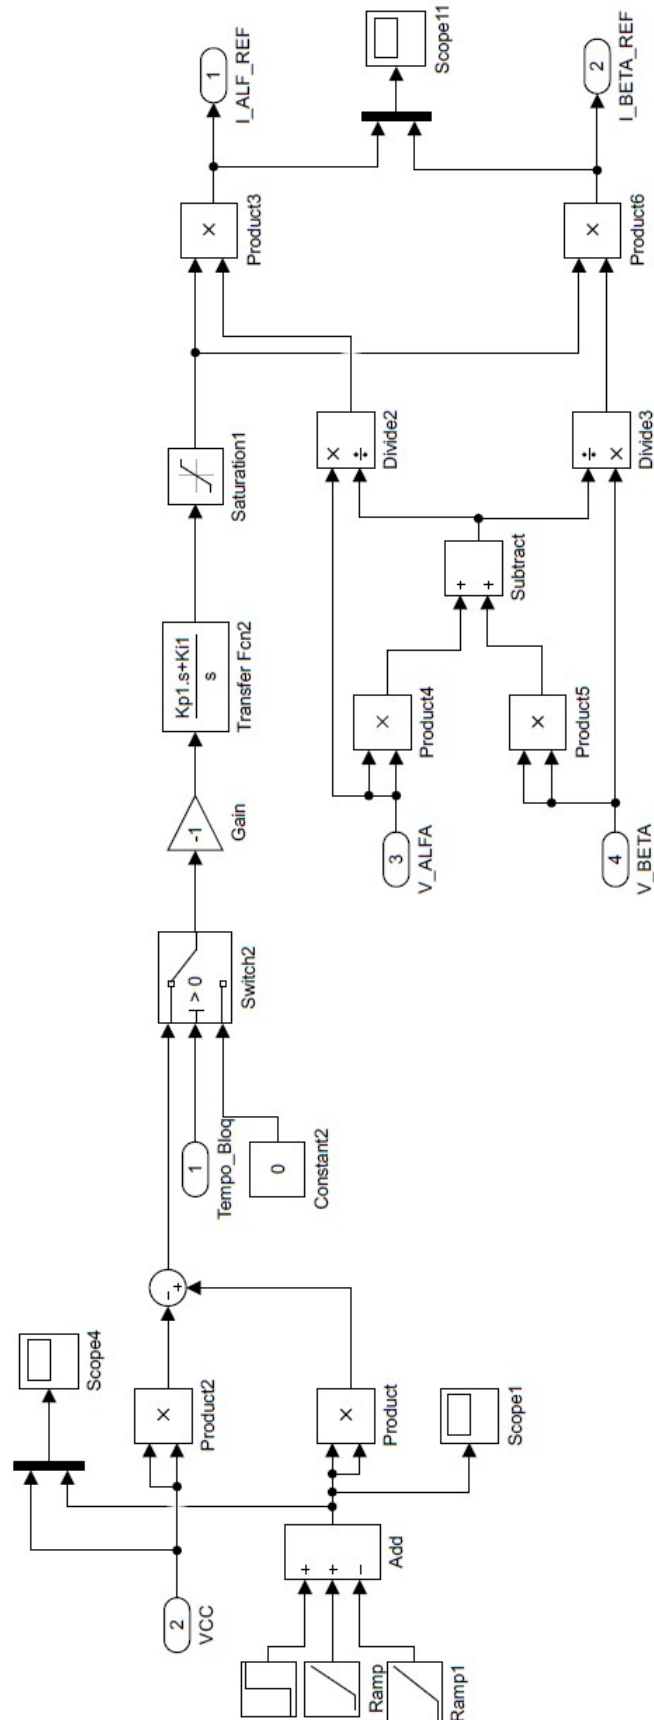 Scope4
2
VCC
×
Product2
-
+
+
+
-
Add
Ramp
Ramp1
×
Product
Scope1
1
Tempo_Bloq
0
Constant2
> 0
Switch2
-1
Gain
Kp1.s+Ki1
s
Transfer Fcn2
Saturation1
3
V_ALFA
×
Product4
4
V_BETA
×
Product5
+
+
Subtract
×
÷
Divide2
÷
×
Divide3
×
Product3
1
I_ALF_REF
Scope11
×
Product6
2
I_BETA_REF